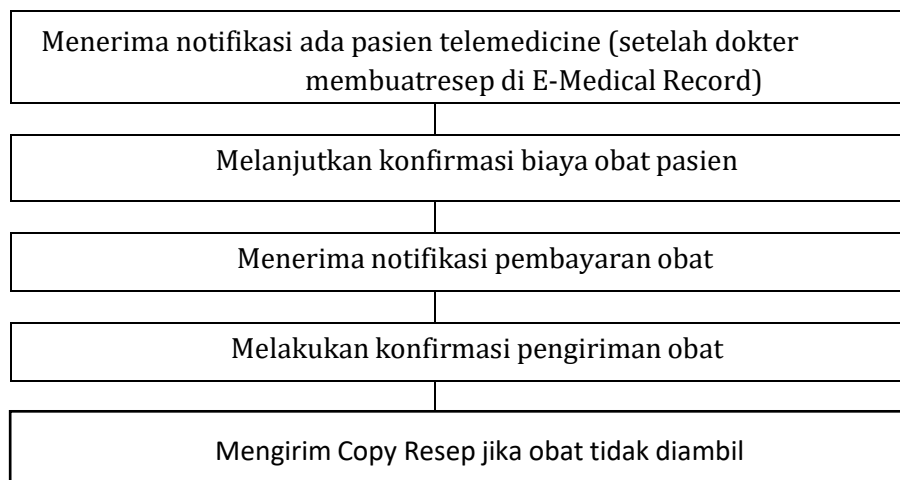 Menerima notifikasi ada pasien telemedicine (setelah dokter
membuatresep di E-Medical Record)
Melanjutkan konfirmasi biaya obat pasien
Menerima notifikasi pembayaran obat
Melakukan konfirmasi pengiriman obat
Mengirim Copy Resep jika obat tidak diambil